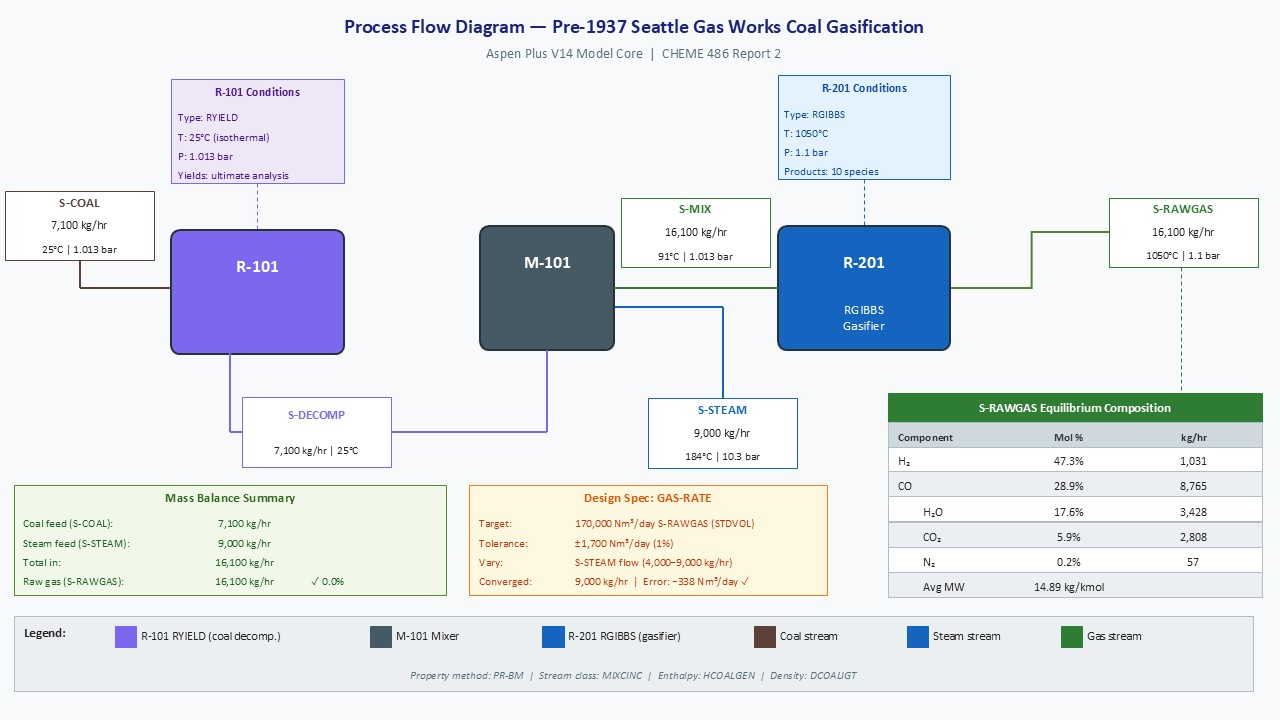 Process Flow Diagram — Pre-1937 Seattle Gas Works Coal Gasification
Aspen Plus V14 Model Core | CHEME 486 Report 2
R-101 Conditions
Type: RYIELD
T: 25°C (isothermal)
P: 1.013 bar
Yields: ultimate analysis
R-201 Conditions
Type: RGIBBS
T: 1050°C
P: 1.1 bar
Products: 10 species
S-COAL
7,100 kg/hr
25°C | 1.013 bar
R-101
M-101
S-MIX
16,100 kg/hr
91°C | 1.013 bar
R-201
RGIBBS
Gasifier
S-RAWGAS
16,100 kg/hr
1050°C | 1.1 bar
S-DECOMP
7,100 kg/hr | 25°C
S-STEAM
9,000 kg/hr
184°C | 10.3 bar
S-RAWGAS Equilibrium Composition
Component Mol % kg/hr
H₂ 47.3% 1,031
CO 28.9% 8,765
H₂O 17.6% 3,428
CO₂ 5.9% 2,808
N₂ 0.2% 57
Avg MW 14.89 kg/kmol
Mass Balance Summary
Coal feed (S-COAL): 7,100 kg/hr
Steam feed (S-STEAM): 9,000 kg/hr
Total in: 16,100 kg/hr
Raw gas (S-RAWGAS): 16,100 kg/hr ✓ 0.0%
Design Spec: GAS-RATE
Target: 170,000 Nm³/day S-RAWGAS (STDVOL)
Tolerance: ±1,700 Nm³/day (1%)
Vary: S-STEAM flow (4,000–9,000 kg/hr)
Converged: 9,000 kg/hr | Error: −338 Nm³/day ✓
Legend: R-101 RYIELD (coal decomp.) M-101 Mixer R-201 RGIBBS (gasifier) Coal stream Steam stream Gas stream
Property method: PR-BM | Stream class: MIXCINC | Enthalpy: HCOALGEN | Density: DCOALIGT